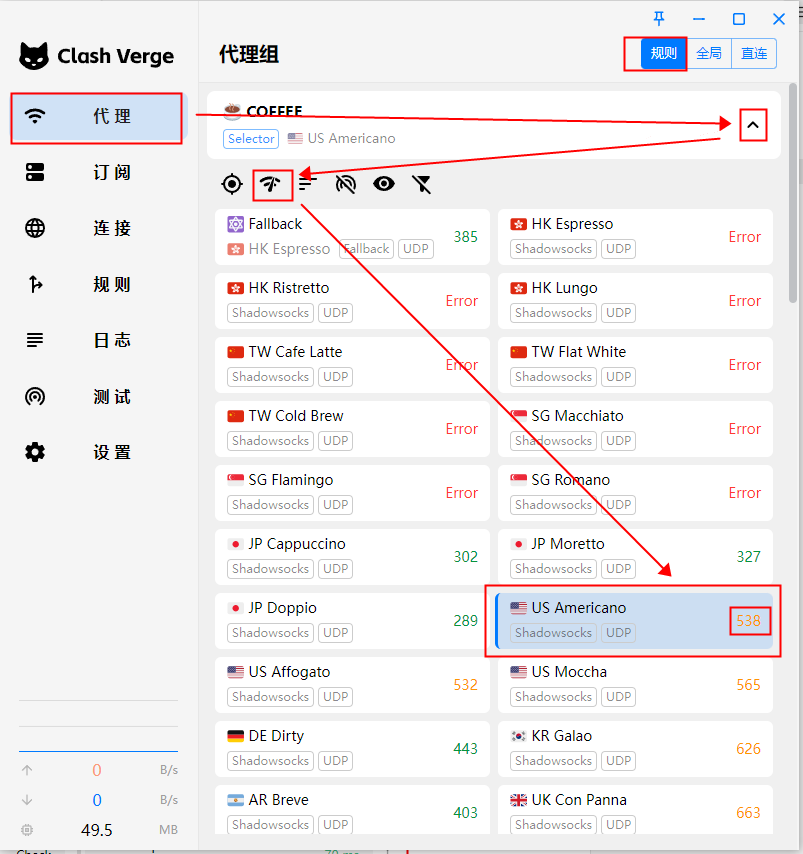 Clash Verge
代理组
规则
全局
直连
代理
订阅
连接
规则
日志
测试
设置
0 B/s
0 B/s
49.5 MB
COFFEE
Selector US Americano
Fallback
HK Espresso Fallback UDP
385
HK Espresso
Shadowsocks UDP
Error
HK Ristretto
Shadowsocks UDP
Error
HK Lungo
Shadowsocks UDP
Error
TW Cafe Latte
Shadowsocks UDP
Error
TW Flat White
Shadowsocks UDP
Error
TW Cold Brew
Shadowsocks UDP
Error
SG Macchiato
Shadowsocks UDP
Error
SG Flamingo
Shadowsocks UDP
Error
SG Romano
Shadowsocks UDP
Error
JP Cappuccino
Shadowsocks UDP
302
JP Moretto
Shadowsocks UDP
327
JP Doppio
Shadowsocks UDP
289
US Americano
Shadowsocks UDP
538
US Affogato
Shadowsocks UDP
532
US Moccha
Shadowsocks UDP
565
DE Dirty
Shadowsocks UDP
443
KR Galao
Shadowsocks UDP
626
AR Breve
Shadowsocks UDP
403
UK Con Panna
Shadowsocks UDP
663